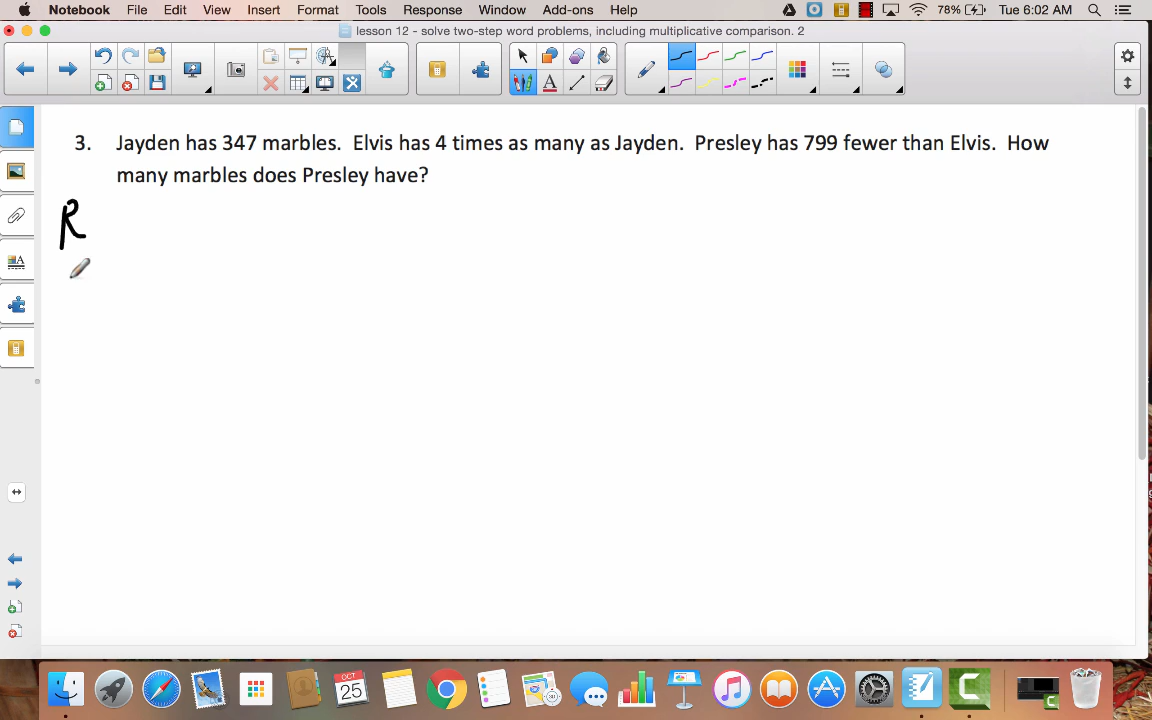 Notebook File Edit View Insert Format Tools Response Window Add-ons Help 78% Tue 6:02 AM
lesson 12 - solve two-step word problems, including multiplicative comparison. 2
A
A
3. Jayden has 347 marbles. Elvis has 4 times as many as Jayden. Presley has 799 fewer than Elvis. How
many marbles does Presley have?
R
OCT
25